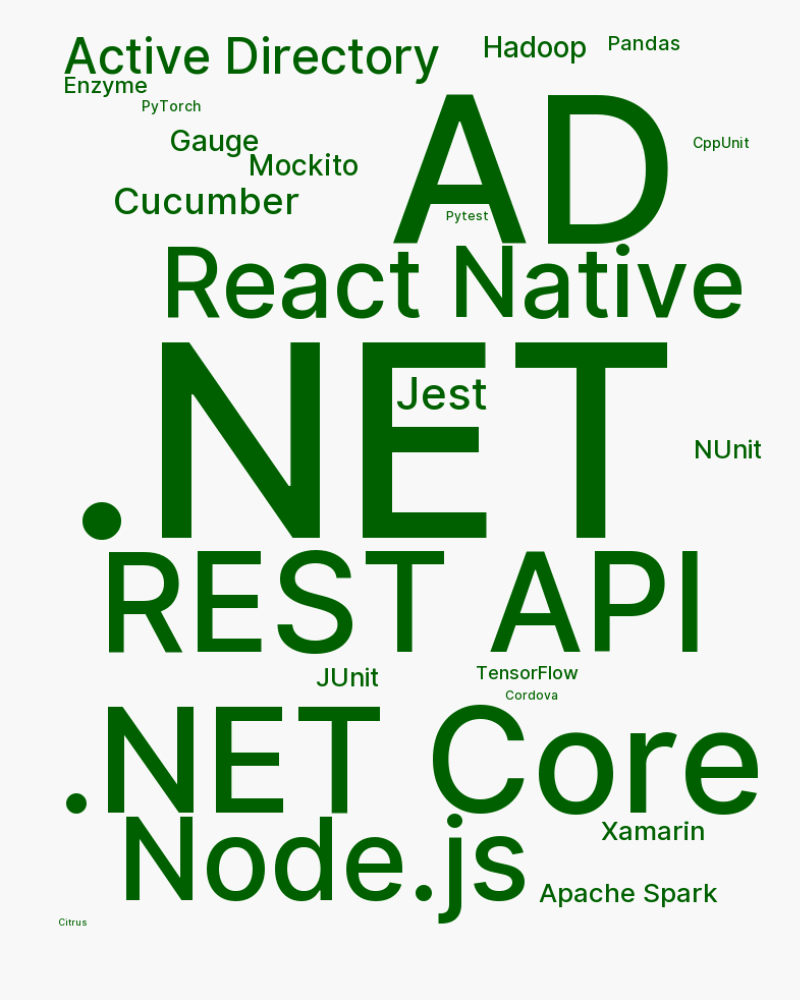 Active Directory
Hadoop
Pandas
Enzyme
PyTorch
AD
Gauge
CppUnit
Mockito
Cucumber
Pytest
React Native
.NET
Jest
NUnit
REST API
JUnit
TensorFlow
Cordova
.NET Core
Node.js
Xamarin
Apache Spark
Citrus